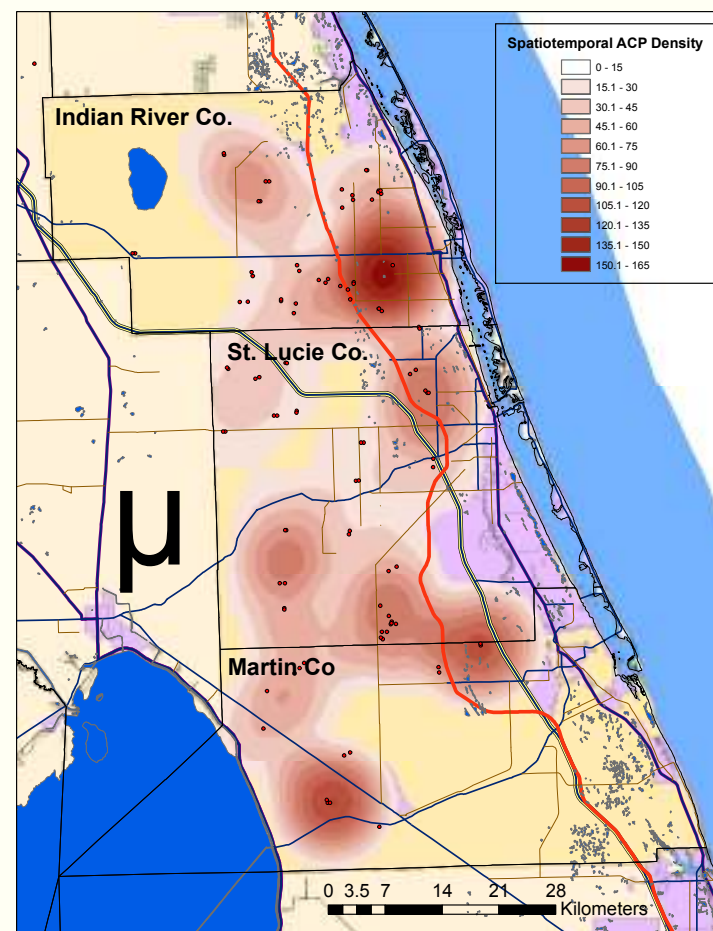 Spatiotemporal ACP Density
0 - 15
15.1 - 30
30.1 - 45
45.1 - 60
60.1 - 75
75.1 - 90
90.1 - 105
105.1 - 120
120.1 - 135
135.1 - 150
150.1 - 165
Indian River Co.
St. Lucie Co.
µ
Martin Co
0 3.5 7 14 21 28
Kilometers